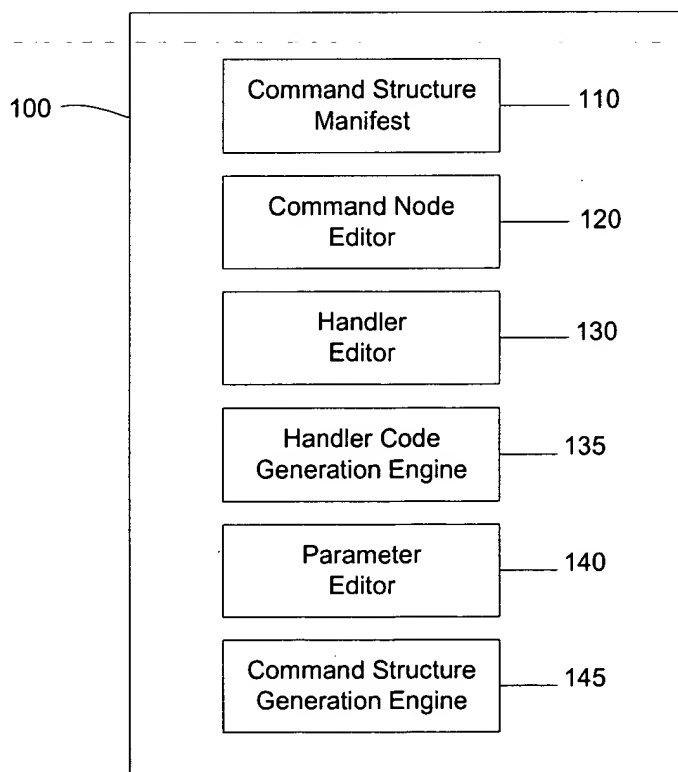 100
Command Structure
Manifest
110
Command Node
Editor
120
Handler
Editor
130
Handler Code
Generation Engine
135
Parameter
Editor
140
Command Structure
Generation Engine
145